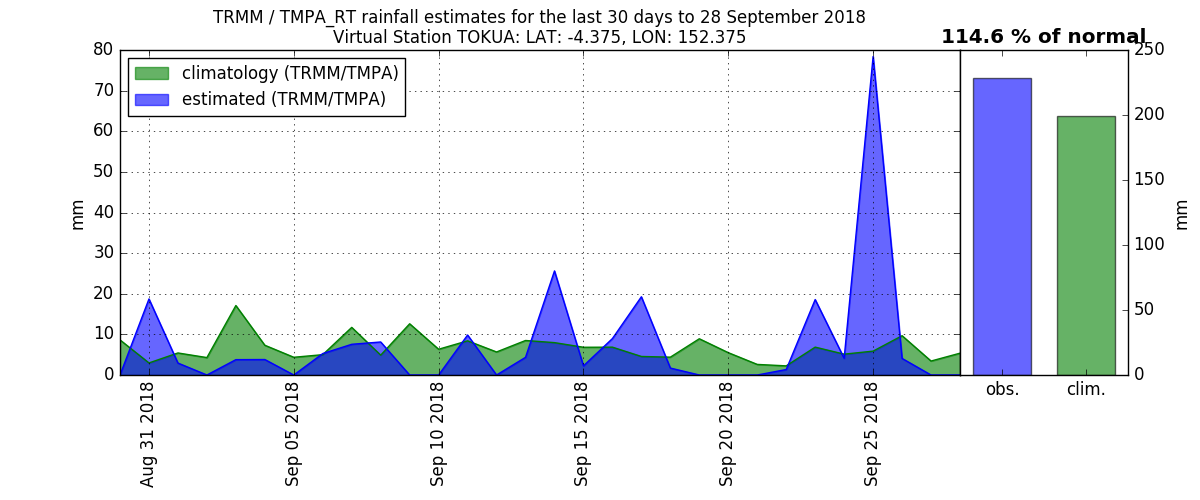 TRMM / TMPA_RT rainfall estimates for the last 30 days to 28 September 2018
Virtual Station TOKUA: LAT: -4.375, LON: 152.375
114.6 % of normal
climatology (TRMM/TMPA)
estimated (TRMM/TMPA)
mm
80
70
60
50
40
30
20
10
0
Aug 31 2018
Sep 05 2018
Sep 10 2018
Sep 15 2018
Sep 20 2018
Sep 25 2018
250
200
150
100
50
0
mm
obs.
clim.